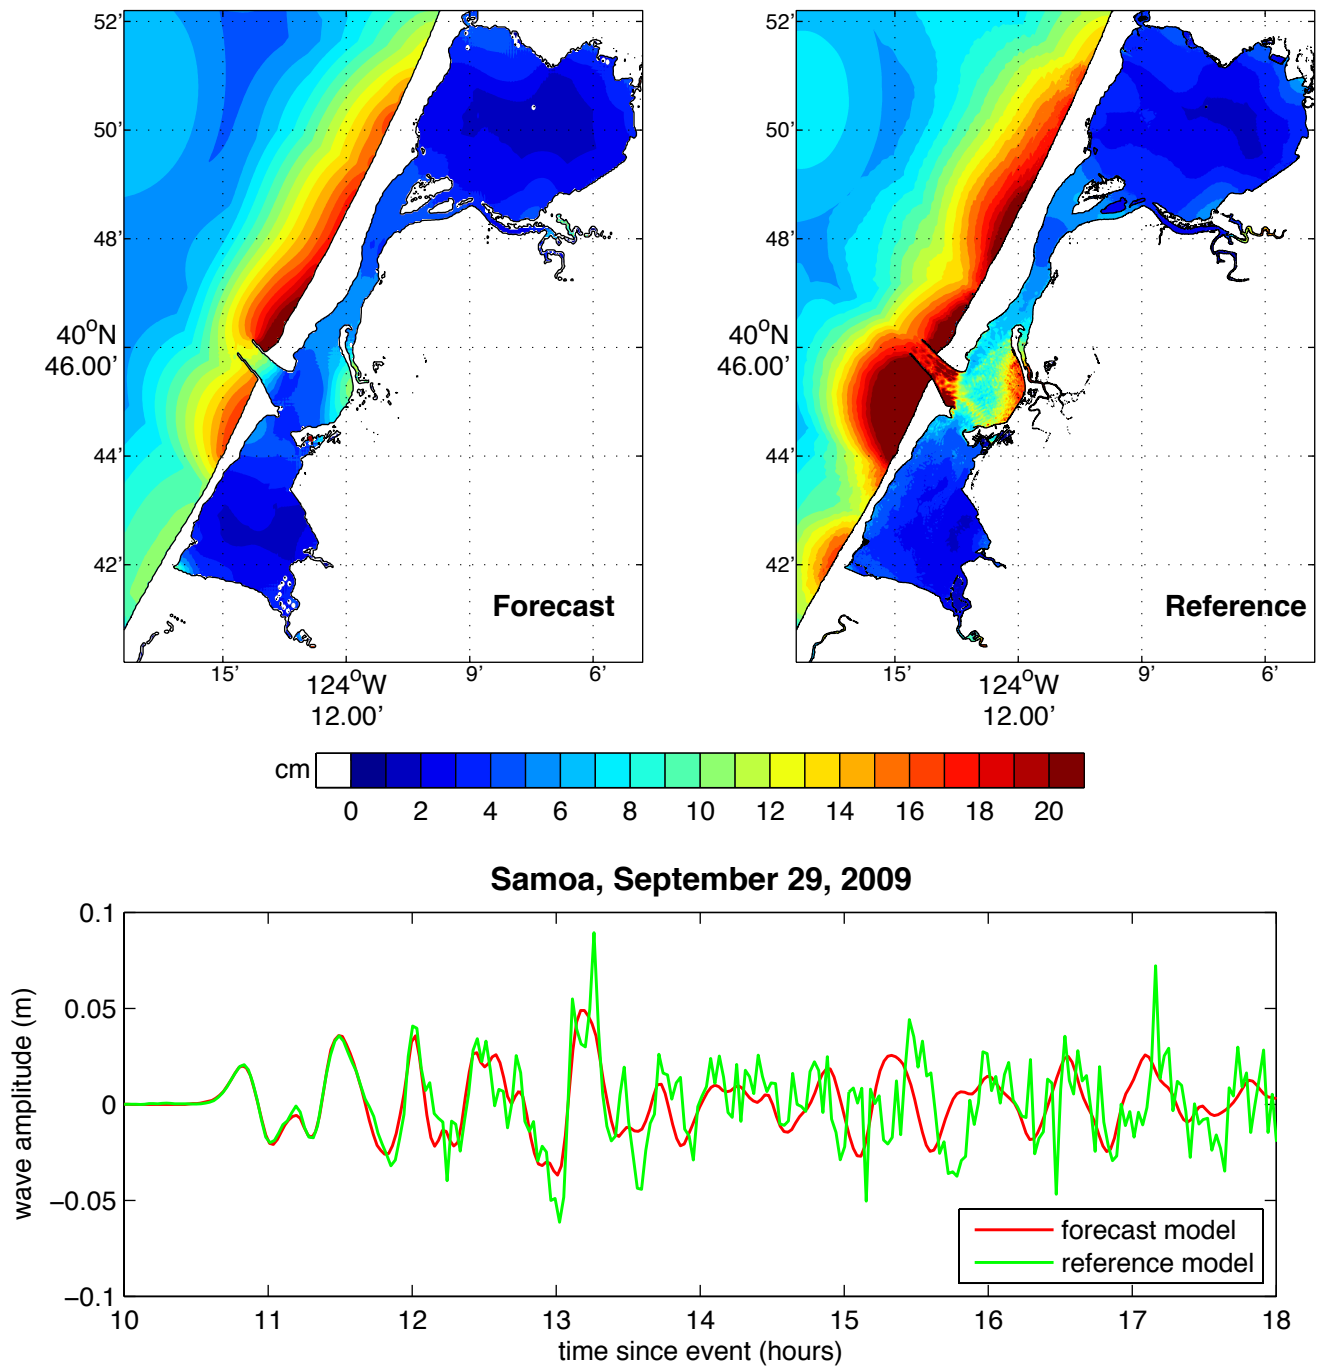 52'
50'
48'
40°N
46.00'
44'
42'
Forecast
15'
124°W
12.00'
9'
6'
52'
50'
48'
40°N
46.00'
44'
42'
Reference
15'
124°W
12.00'
9'
6'
cm
0 2 4 6 8 10 12 14 16 18 20
Samoa, September 29, 2009
wave amplitude (m)
0.1
0.05
0
−0.05
−0.1
forecast model
reference model
10 11 12 13 14 15 16 17 18
time since event (hours)